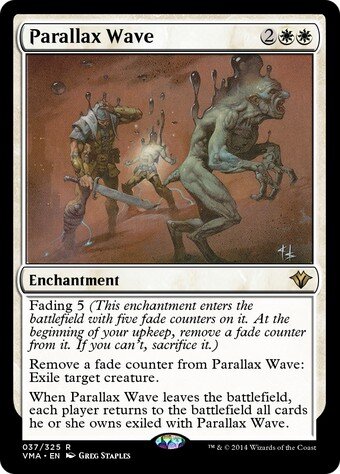 Parallax Wave 2
Enchantment
Fading 5 (This enchantment enters the
battlefield with five fade counters on it. At the
beginning of your upkeep, remove a fade counter
from it. If you can't, sacrifice it.)
Remove a fade counter from Parallax Wave:
Exile target creature.
When Parallax Wave leaves the battlefield,
each player returns to the battlefield all cards
he or she owns exiled with Parallax Wave.
037/325 R
VMA • EN GREG STAPLES ™ & © 2014 Wizards of the Coast